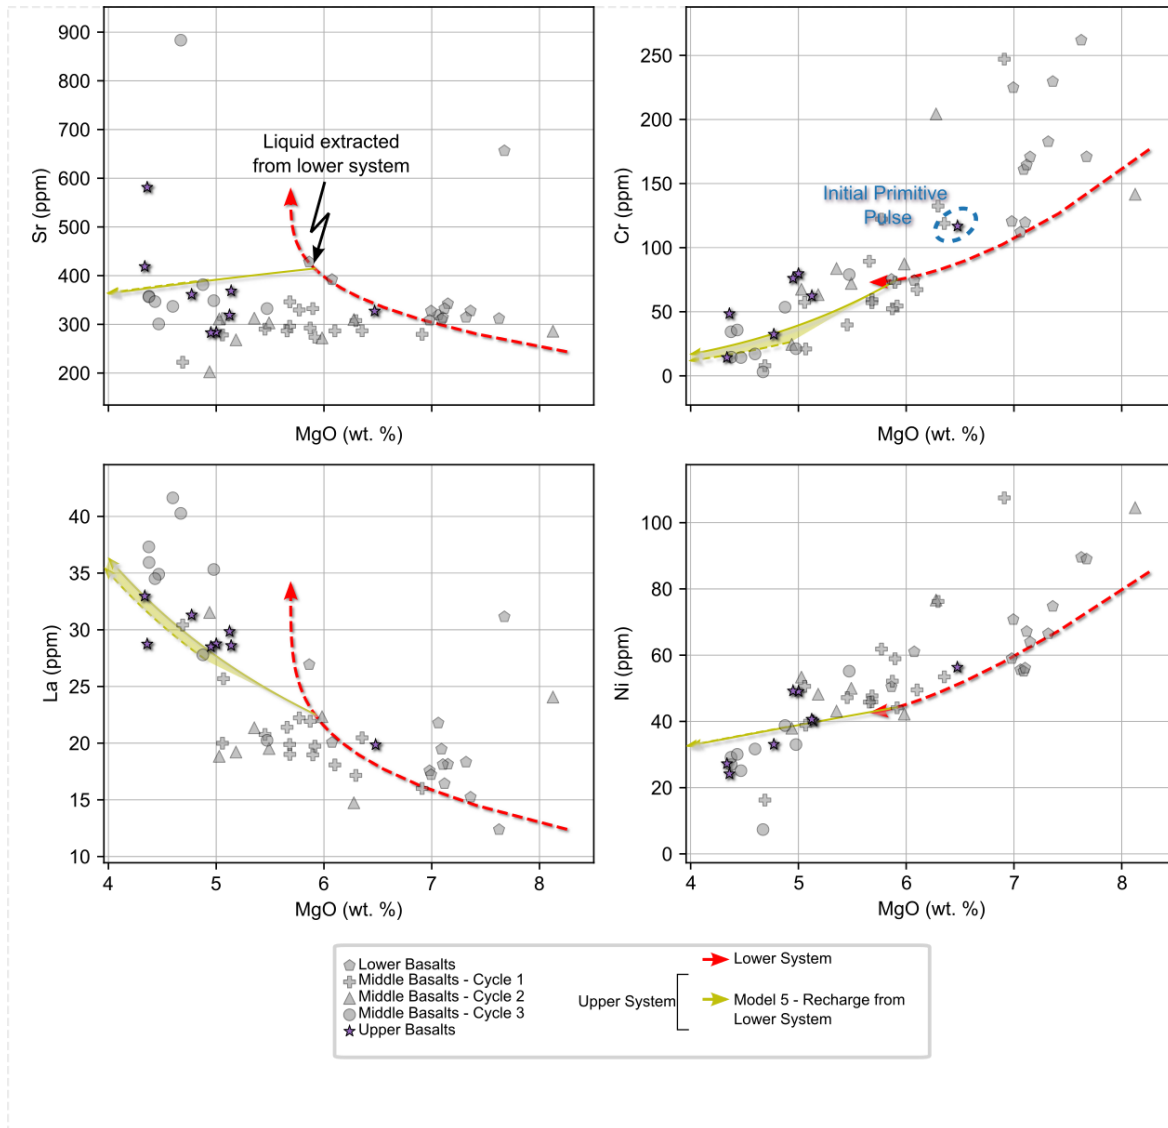 900
800
700
600
500
400
300
200
Sr (ppm)
Liquid extracted
from lower system
MgO (wt. %)
250
200
150
100
50
0
Cr (ppm)
Initial Primitive
Pulse
MgO (wt. %)
40
35
30
25
20
15
10
La (ppm)
4 5 6 7 8
MgO (wt. %)
100
80
60
40
20
0
Ni (ppm)
4 5 6 7 8
MgO (wt. %)
Lower Basalts
Middle Basalts - Cycle 1
Middle Basalts - Cycle 2
Middle Basalts - Cycle 3
Upper Basalts
Upper System
Lower System
Model 5 - Recharge from
Lower System